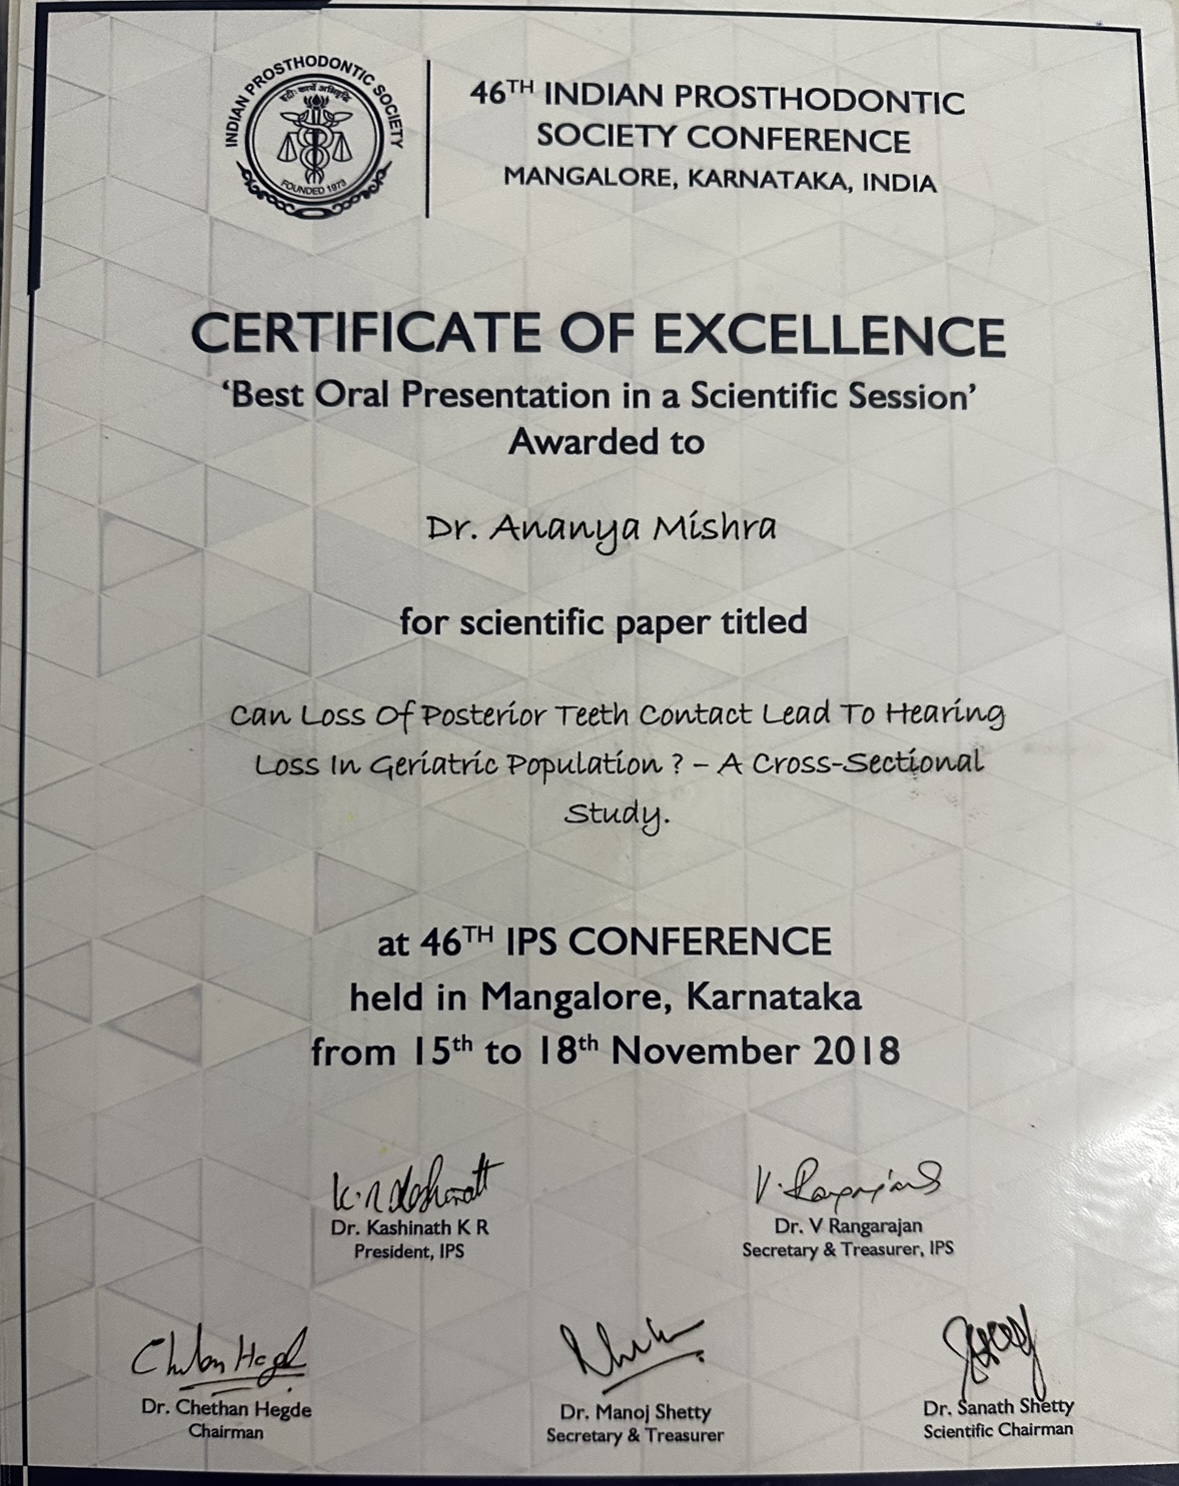 INDIAN PROSTHODONTIC SOCIETY
FOUNDED 1973
46TH INDIAN PROSTHODONTIC
SOCIETY CONFERENCE
MANGALORE, KARNATAKA, INDIA
CERTIFICATE OF EXCELLENCE
‘Best Oral Presentation in a Scientific Session’
Awarded to
Dr. Ananya Mishra
for scientific paper titled
Can Loss Of Posterior Teeth Contact Lead To Hearing
Loss In Geriatric Population ? – A Cross-Sectional
Study.
at 46TH IPS CONFERENCE
held in Mangalore, Karnataka
from 15th to 18th November 2018
Dr. Kashinath K R
President, IPS
Dr. V Rangarajan
Secretary & Treasurer, IPS
Dr. Chethan Hegde
Chairman
Dr. Manoj Shetty
Secretary & Treasurer
Dr. Sanath Shetty
Scientific Chairman